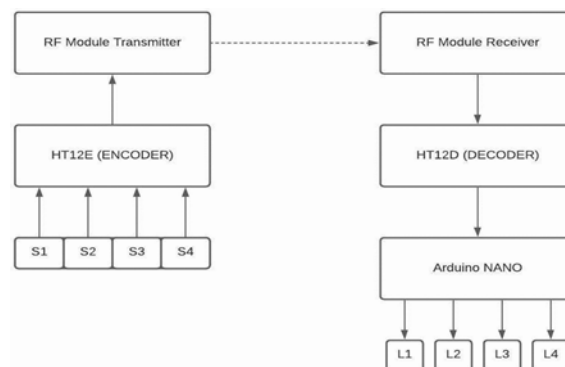 RF Module Transmitter
RF Module Receiver
HT12E (ENCODER)
HT12D (DECODER)
S1 S2 S3 S4
Arduino NANO
L1 L2 L3 L4